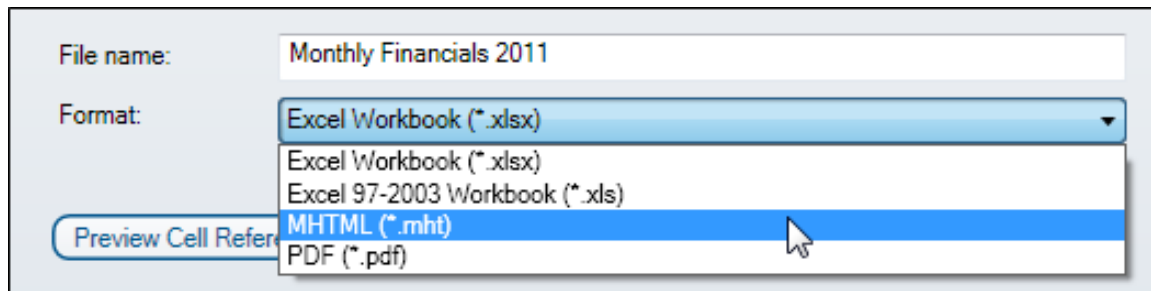 File name:
Monthly Financials 2011
Format:
Excel Workbook (*.xlsx)
Excel Workbook (*.xlsx)
Excel 97-2003 Workbook (*.xls)
MHTML (*.mht)
Preview Cell
PDF (*.pdf)